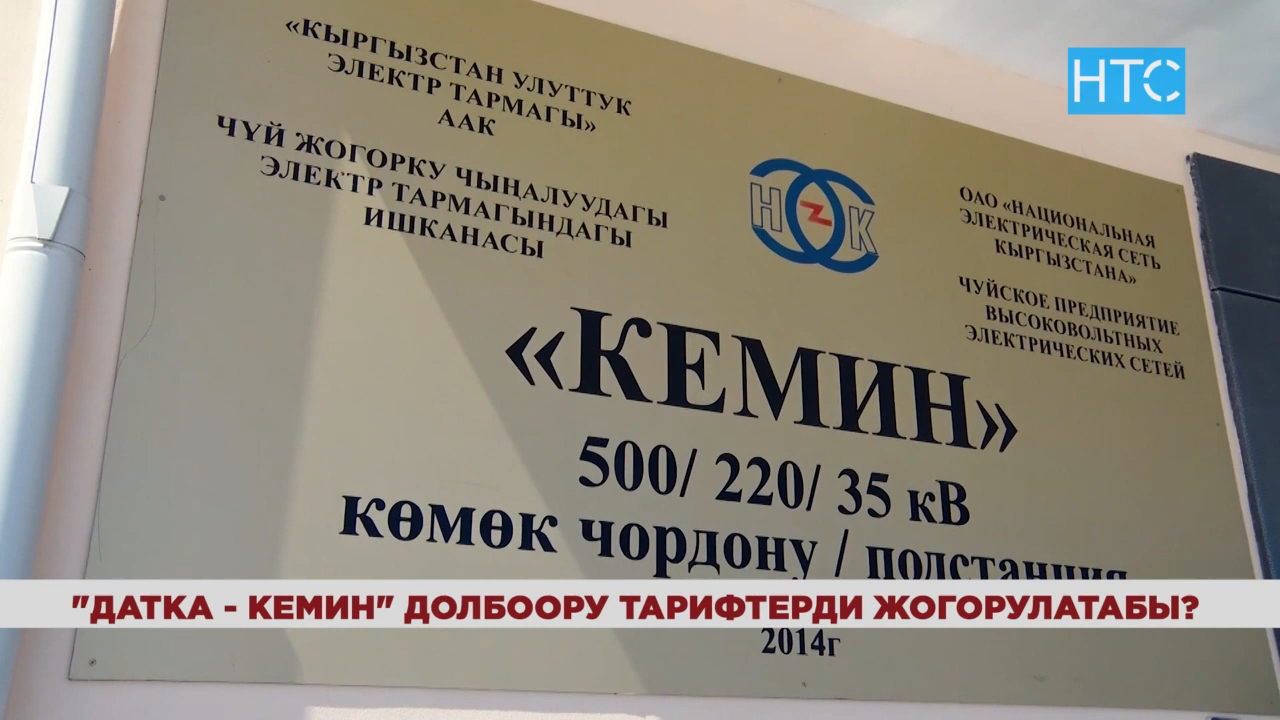 «КЫРГЫЗСТАН УЛУТТУК
ЭЛЕКТР ТАРМАГЫ»
ААК
ЧҮЙ ЖОГОРКУ ЧЫҢАЛУУДАГЫ
ЭЛЕКТР ТАРМАГЫНДАГЫ
ИШКАНАСЫ
Н Э С К
ОАО «НАЦИОНАЛЬНАЯ
ЭЛЕКТРИЧЕСКАЯ СЕТЬ
КЫРГЫЗСТАНА»
ЧУЙСКОЕ ПРЕДПРИЯТИЕ
ВЫСОКОВОЛЬТНЫХ
ЭЛЕКТРИЧЕСКИХ СЕТЕЙ
«КЕМИН»
500/ 220/ 35 кВ
көмөк чордону / подстанция
2014г
НТС
"ДАТКА - КЕМИН" ДОЛБООРУ ТАРИФТЕРДИ ЖОГОРУЛАТАБЫ?